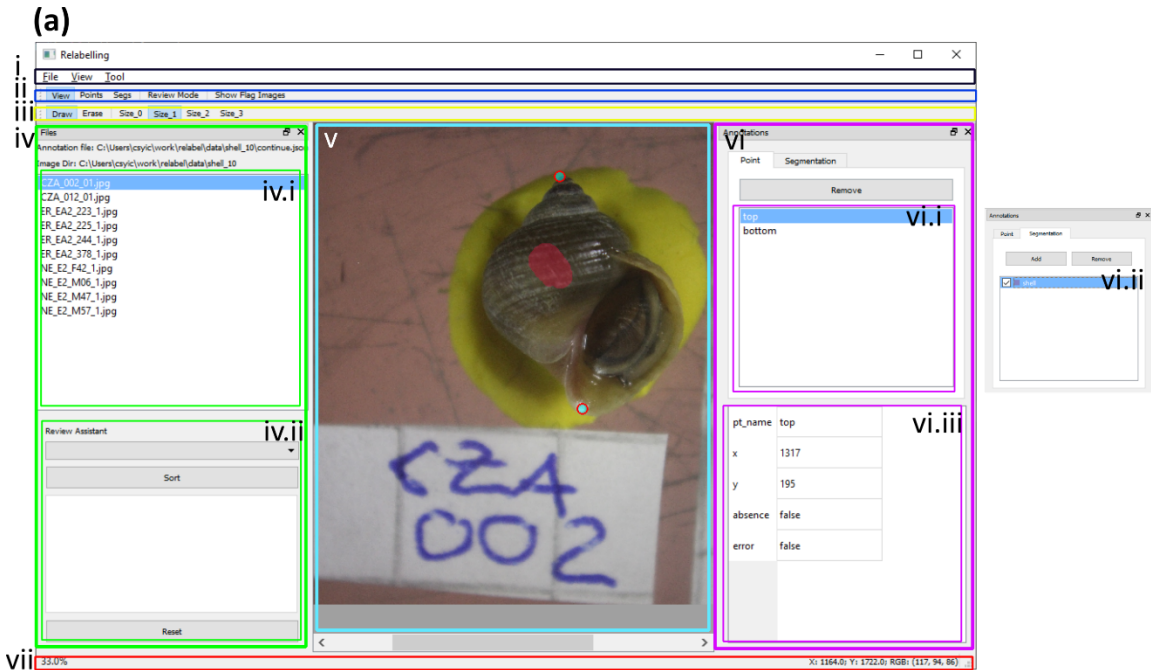 (a)
Relabelling
i
File View Tool
ii
View Points Segs Review Mode Show Flag Images
iii
Draw Erase Size_0 Size_1 Size_2 Size_3
iv
Files
Annotation file: C:\Users\csyic\work\relabel\data\shell_10\continue.json
Image Dir: C:\Users\csyic\work\relabel\data\shell_10
iv.i
CZA_002_01.jpg
CZA_012_01.jpg
ER_EA2_223_1.jpg
ER_EA2_225_1.jpg
ER_EA2_244_1.jpg
ER_EA2_378_1.jpg
NE_E2_F42_1.jpg
NE_E2_M06_1.jpg
NE_E2_M47_1.jpg
NE_E2_M57_1.jpg
iv.ii
Review Assistant
Sort
Reset
v
CZA
002
vi
Annotations
Point Segmentation
Remove
vi.i
top
bottom
vi.iii
pt_name top
x 1317
y 195
absence false
error false
Annotations
Point Segmentation
Add Remove
vi.ii
shell
vii
33.0%
X: 1164.0; Y: 1722.0; RGB: (117, 94, 86)